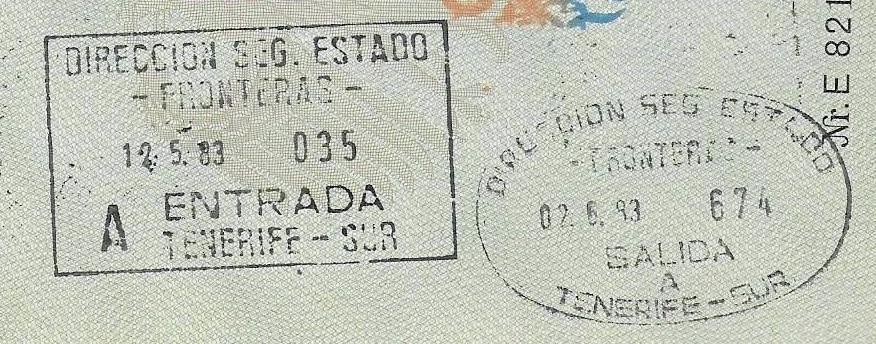 DIRECCION SEG. ESTADO
- FRONTERAS -
12. 5. 83 035
A ENTRADA
TENERIFE - SUR
DIRECCION SEG ESTADO
- FRONTERAS -
02. 6. 83 674
SALIDA
A
TENERIFE - SUR
Nr. E 821